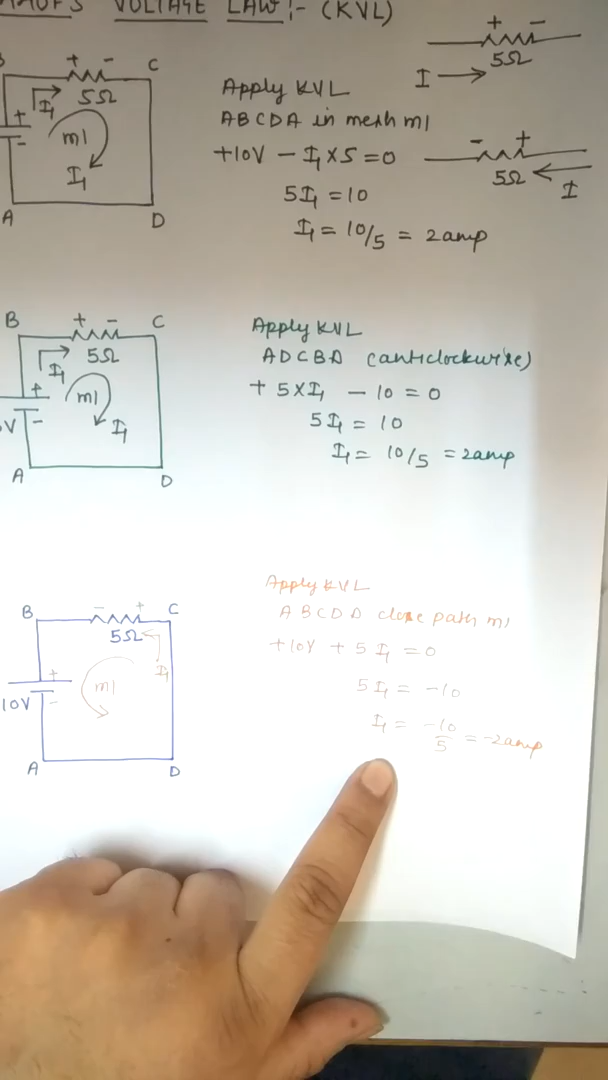 VOLTAGE LAW :- (KVL)
+ -
5Ω
I
B + - C
I1 5Ω
+
m1
-
I1
A D
Apply KVL
ABCDA in mesh m1
+10V - I1 × 5 = 0
5I1 = 10
I1 = 10/5 = 2amp
- +
5Ω
I
B + - C
I1 5Ω
+
m1
V - I1
A D
Apply KVL
ADCBA (anticlockwise)
+ 5×I1 - 10 = 0
5I1 = 10
I1 = 10/5 = 2amp
B - + C
5Ω
I1
+
m1
10V -
A D
Apply KVL
ABCDA close path m1
+10V + 5I1 = 0
5I1 = -10
I1 = -10/5 = -2amp